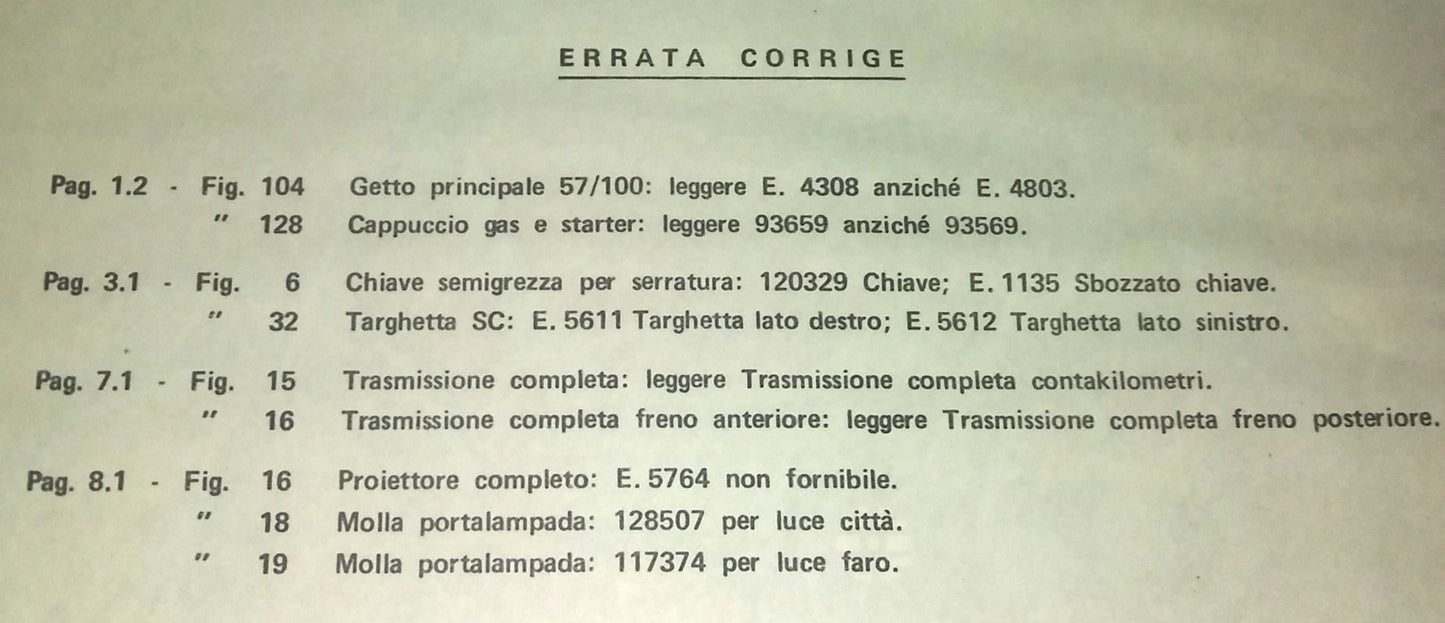 ERRATA CORRIGE
Pag. 1.2 - Fig. 104 Getto principale 57/100: leggere E. 4308 anziché E. 4803.
" 128 Cappuccio gas e starter: leggere 93659 anziché 93569.
Pag. 3.1 - Fig. 6 Chiave semigrezza per serratura: 120329 Chiave; E. 1135 Sbozzato chiave.
" 32 Targhetta SC: E. 5611 Targhetta lato destro; E. 5612 Targhetta lato sinistro.
Pag. 7.1 - Fig. 15 Trasmissione completa: leggere Trasmissione completa contakilometri.
" 16 Trasmissione completa freno anteriore: leggere Trasmissione completa freno posteriore.
Pag. 8.1 - Fig. 16 Proiettore completo: E. 5764 non fornibile.
" 18 Molla portalampada: 128507 per luce città.
" 19 Molla portalampada: 117374 per luce faro.